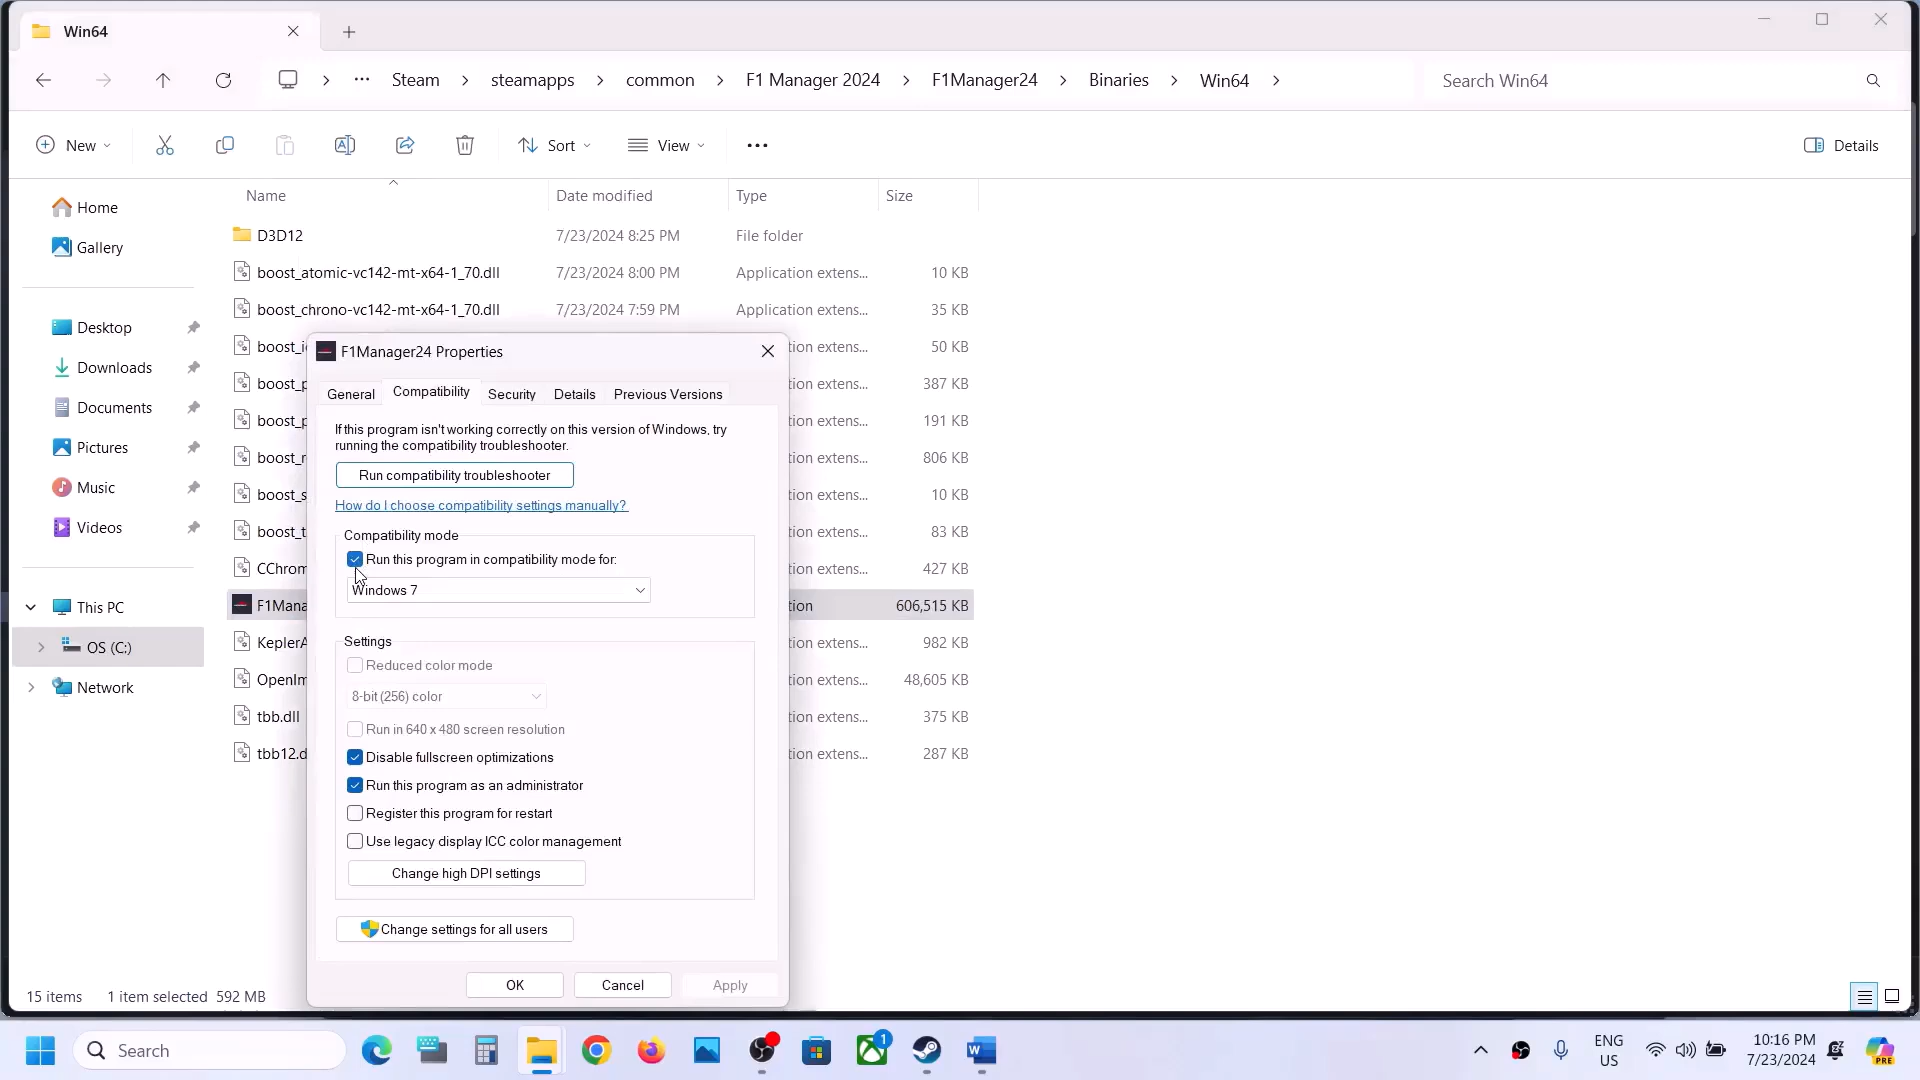 Win64
Steam
steamapps
common
F1 Manager 2024
F1Manager24
Binaries
Win64
Search Win64
New
Sort
View
Details
Name
Date modified
Type
Size
Home
Gallery
Desktop
Downloads
Documents
Pictures
Music
Videos
This PC
OS (C:)
Network
D3D12 7/23/2024 8:25 PM File folder
boost_atomic-vc142-mt-x64-1_70.dll 7/23/2024 8:00 PM Application extens... 10 KB
boost_chrono-vc142-mt-x64-1_70.dll 7/23/2024 7:59 PM Application extens... 35 KB
boost_i tion extens... 50 KB
boost_p tion extens... 387 KB
boost_p tion extens... 191 KB
boost_r tion extens... 806 KB
boost_s tion extens... 10 KB
boost_t tion extens... 83 KB
CChrom tion extens... 427 KB
F1Mana tion 606,515 KB
KeplerA tion extens... 982 KB
OpenIm tion extens... 48,605 KB
tbb.dll tion extens... 375 KB
tbb12.d tion extens... 287 KB
F1Manager24 Properties
General
Compatibility
Security
Details
Previous Versions
If this program isn't working correctly on this version of Windows, try
running the compatibility troubleshooter.
Run compatibility troubleshooter
How do I choose compatibility settings manually?
Compatibility mode
Run this program in compatibility mode for:
Windows 7
Settings
Reduced color mode
8-bit (256) color
Run in 640 x 480 screen resolution
Disable fullscreen optimizations
Run this program as an administrator
Register this program for restart
Use legacy display ICC color management
Change high DPI settings
Change settings for all users
OK
Cancel
Apply
15 items
1 item selected 592 MB
Search
1
ENG
US
10:16 PM
7/23/2024
PRE